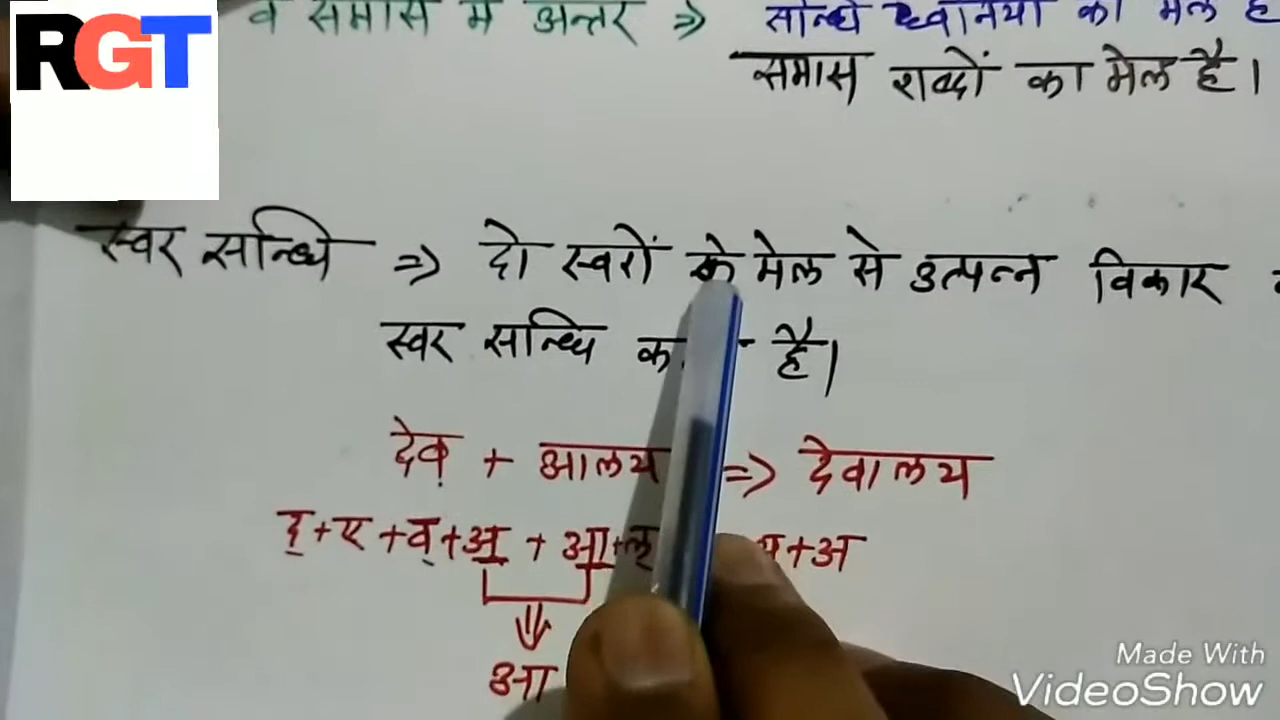 RGT
व समास में अन्तर ⇒ सन्धि ध्वनियों का मेल है
समास शब्दों का मेल है।
स्वर सन्धि ⇒ दो स्वरों के मेल से उत्पन्न विकार
स्वर सन्धि है।
देव + आलय ⇒ देवालय
द्+ए+व्+अ + आ+ल् य+अ
⇓
आ
Made With
VideoShow